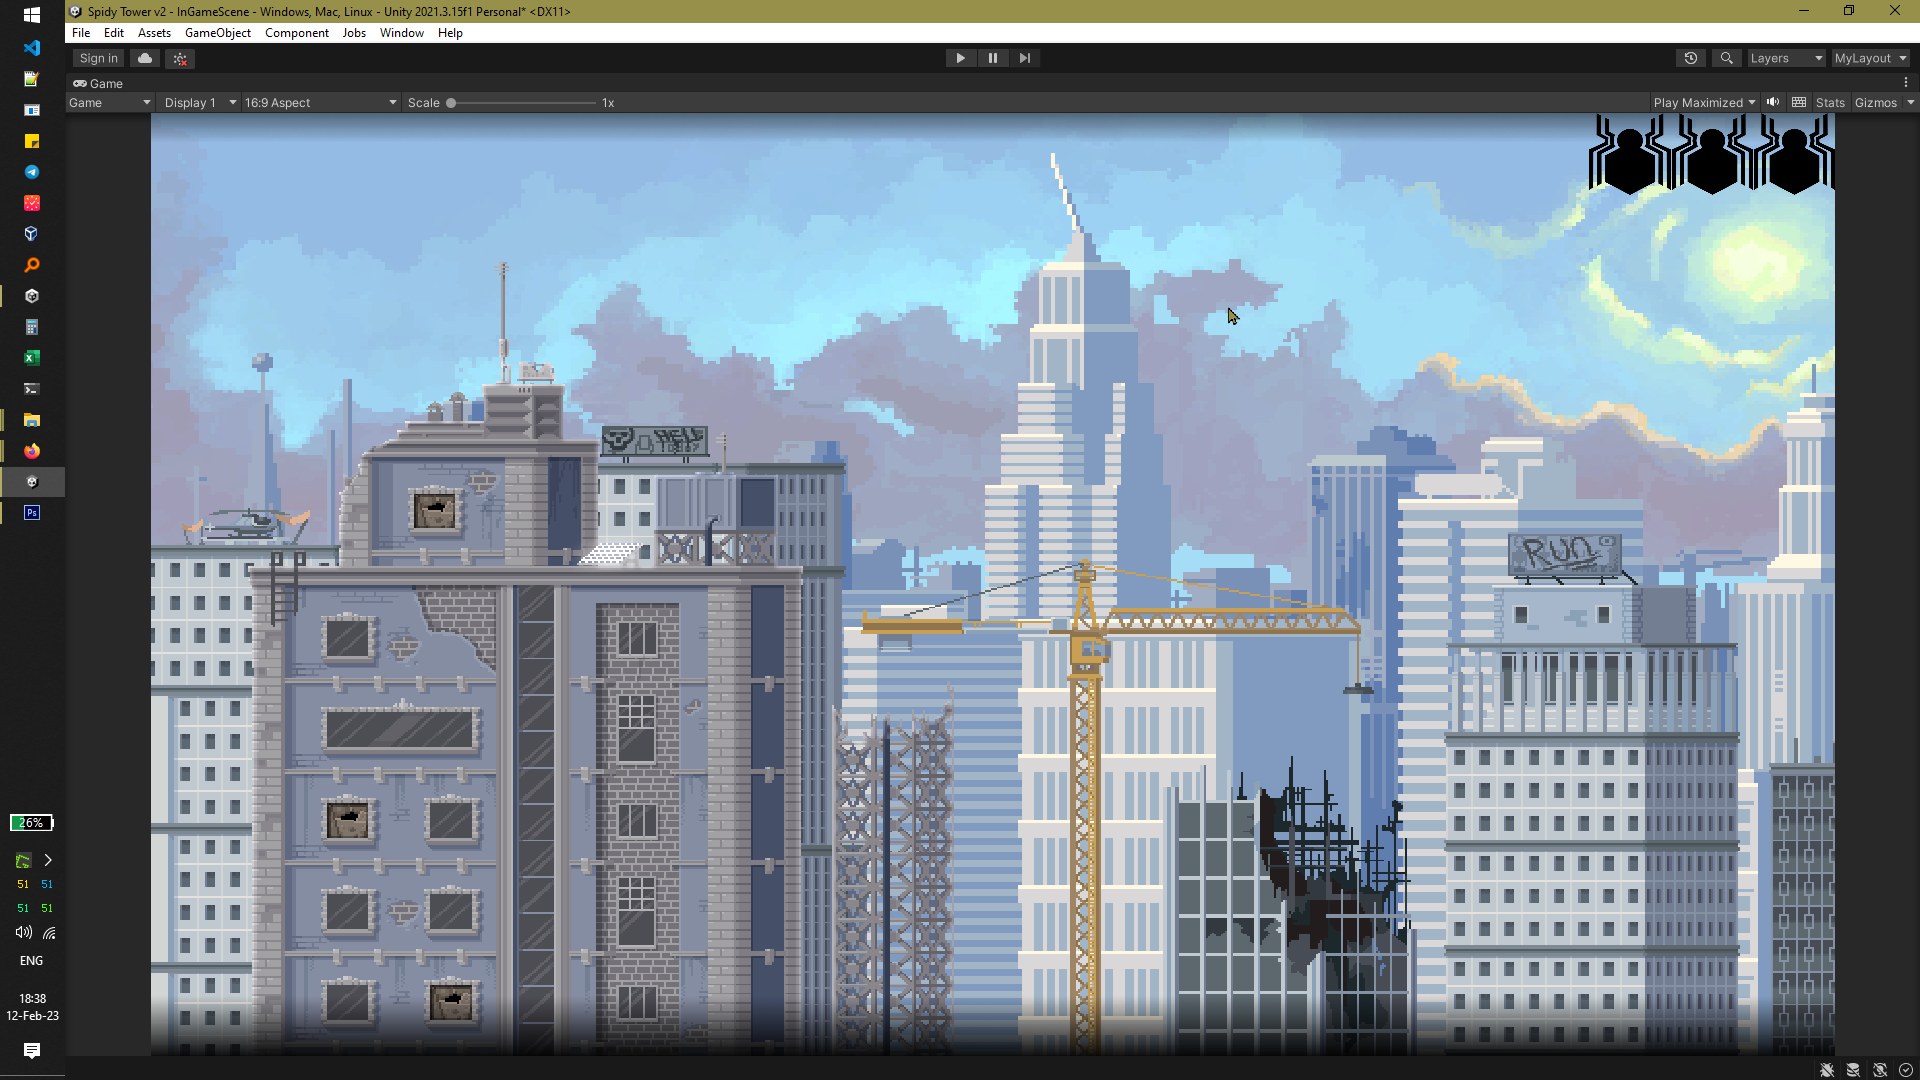 Spidy Tower v2 - InGameScene - Windows, Mac, Linux - Unity 2021.3.15f1 Personal* <DX11>
File Edit Assets GameObject Component Jobs Window Help
Sign in
Layers
MyLayout
Game
Game
Display 1
16:9 Aspect
Scale
1x
Play Maximized
Stats
Gizmos
RUN
Ps
26%
51 51
51 51
ENG
18:38
12-Feb-23